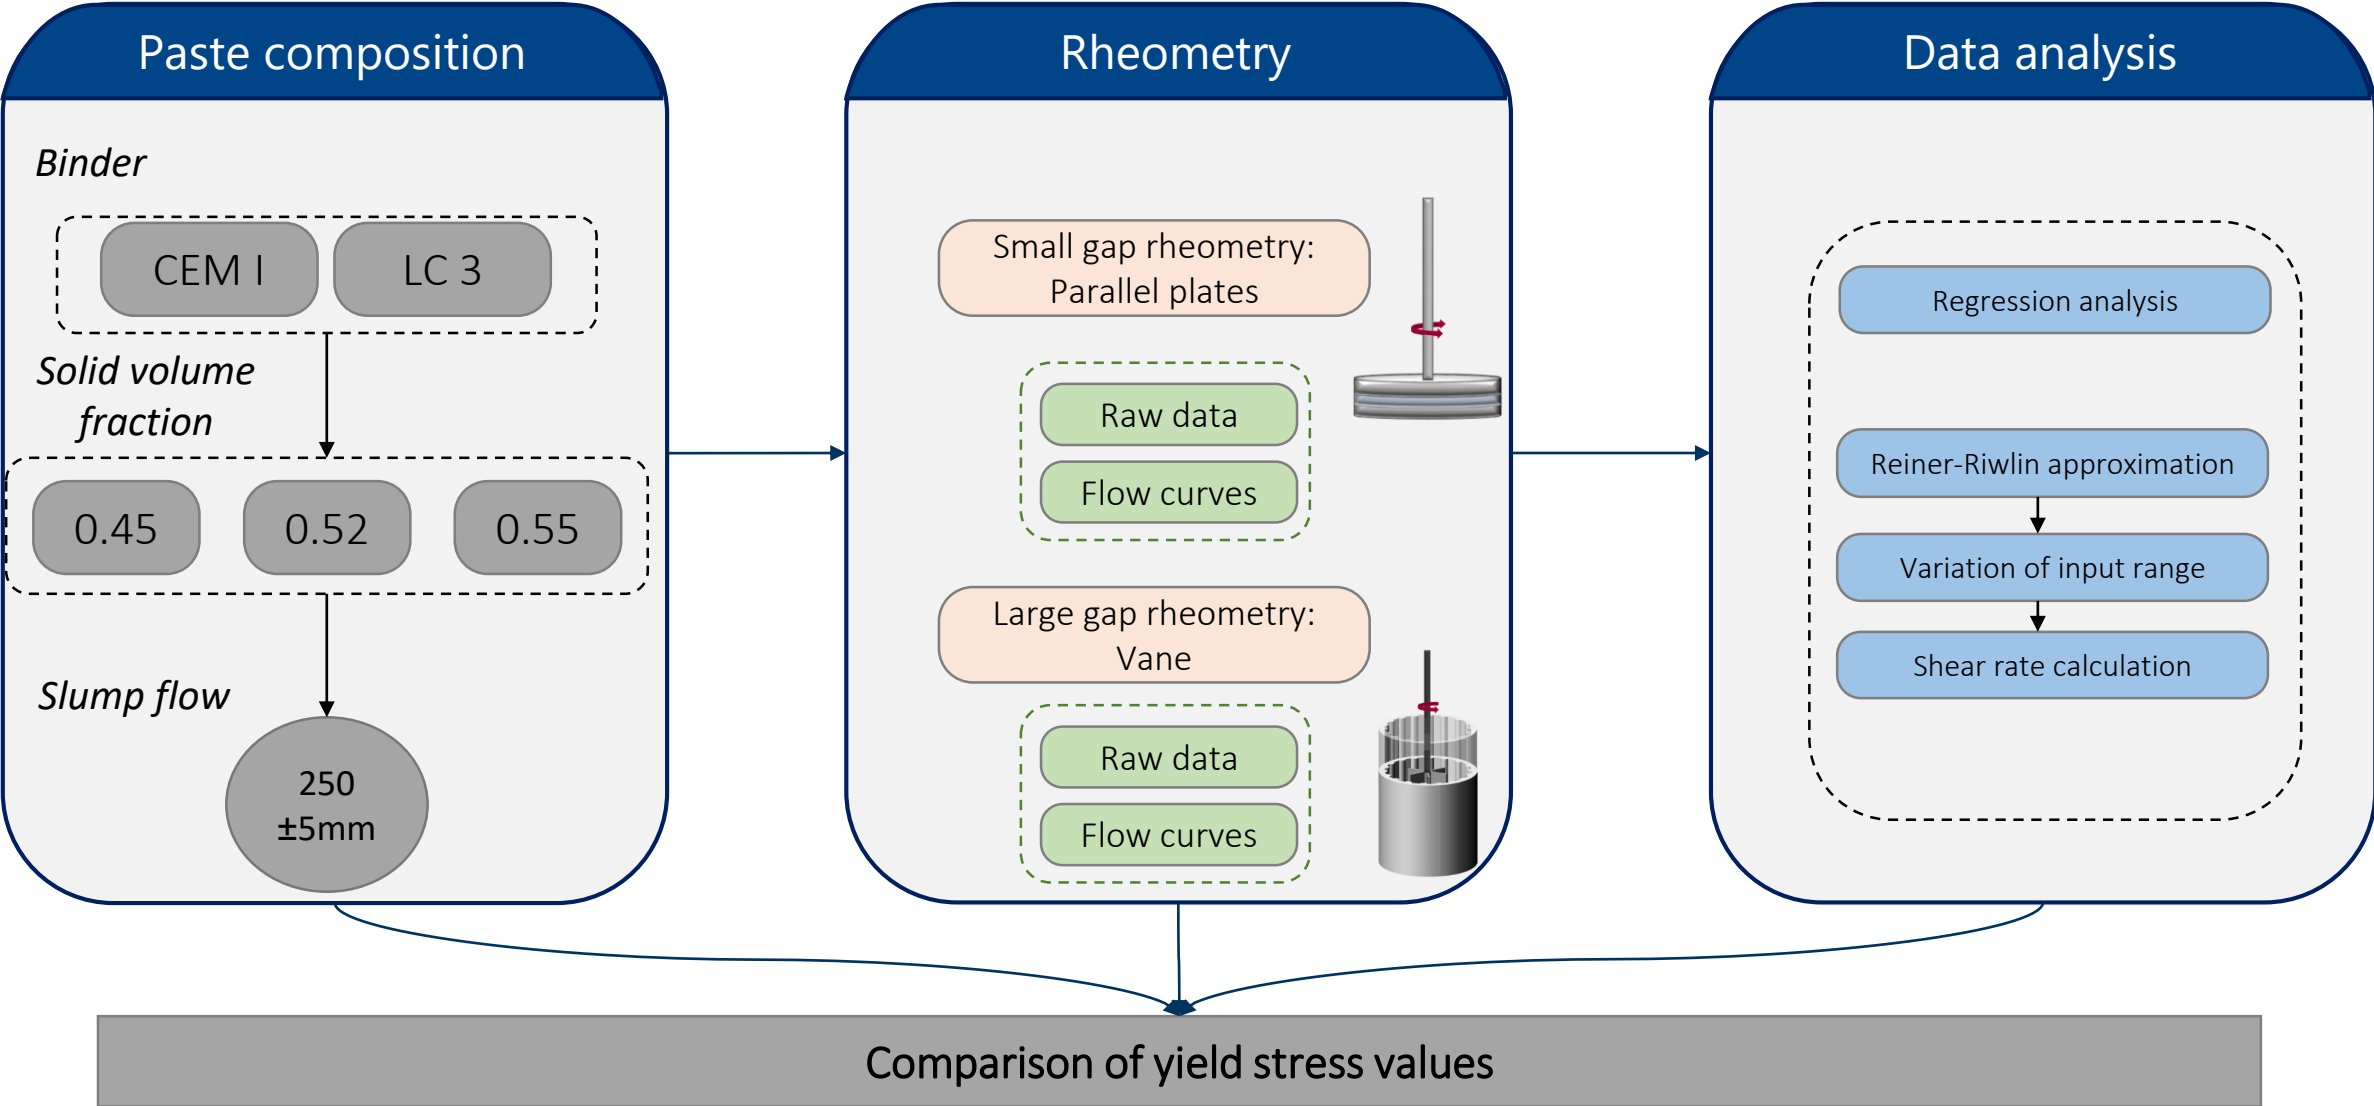 Paste composition
Binder
CEM I
LC 3
Solid volume
fraction
0.45
0.52
0.55
Slump flow
250
±5mm
Rheometry
Small gap rheometry:
Parallel plates
Raw data
Flow curves
Large gap rheometry:
Vane
Raw data
Flow curves
Data analysis
Regression analysis
Reiner-Riwlin approximation
Variation of input range
Shear rate calculation
Comparison of yield stress values